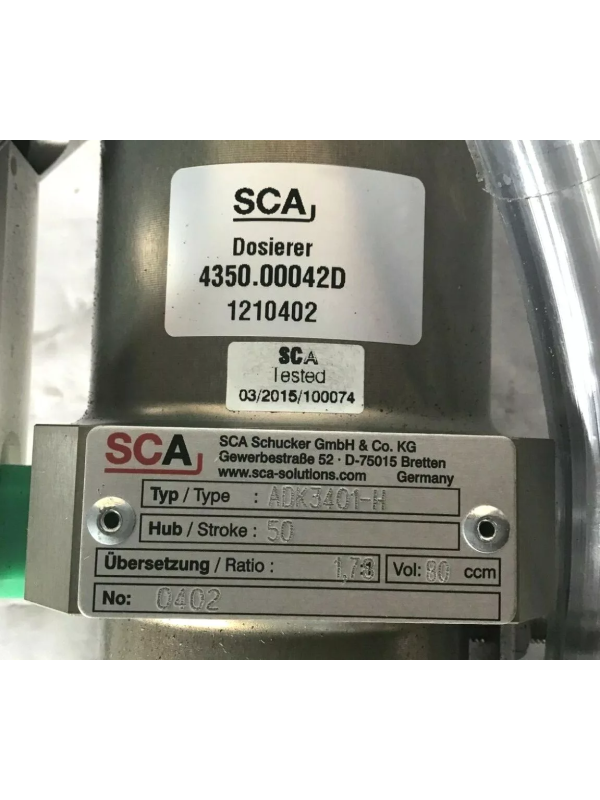 SCA
Dosierer
4350.00042D
1210402
SCA
Tested
03/2015/100074
SCA
SCA Schucker GmbH & Co. KG
Gewerbestraße 52 · D-75015 Bretten
www.sca-solutions.com Germany
Typ / Type : ADK3401-H
Hub / Stroke : 50
Übersetzung / Ratio : Vol: 80 ccm
No: 0402